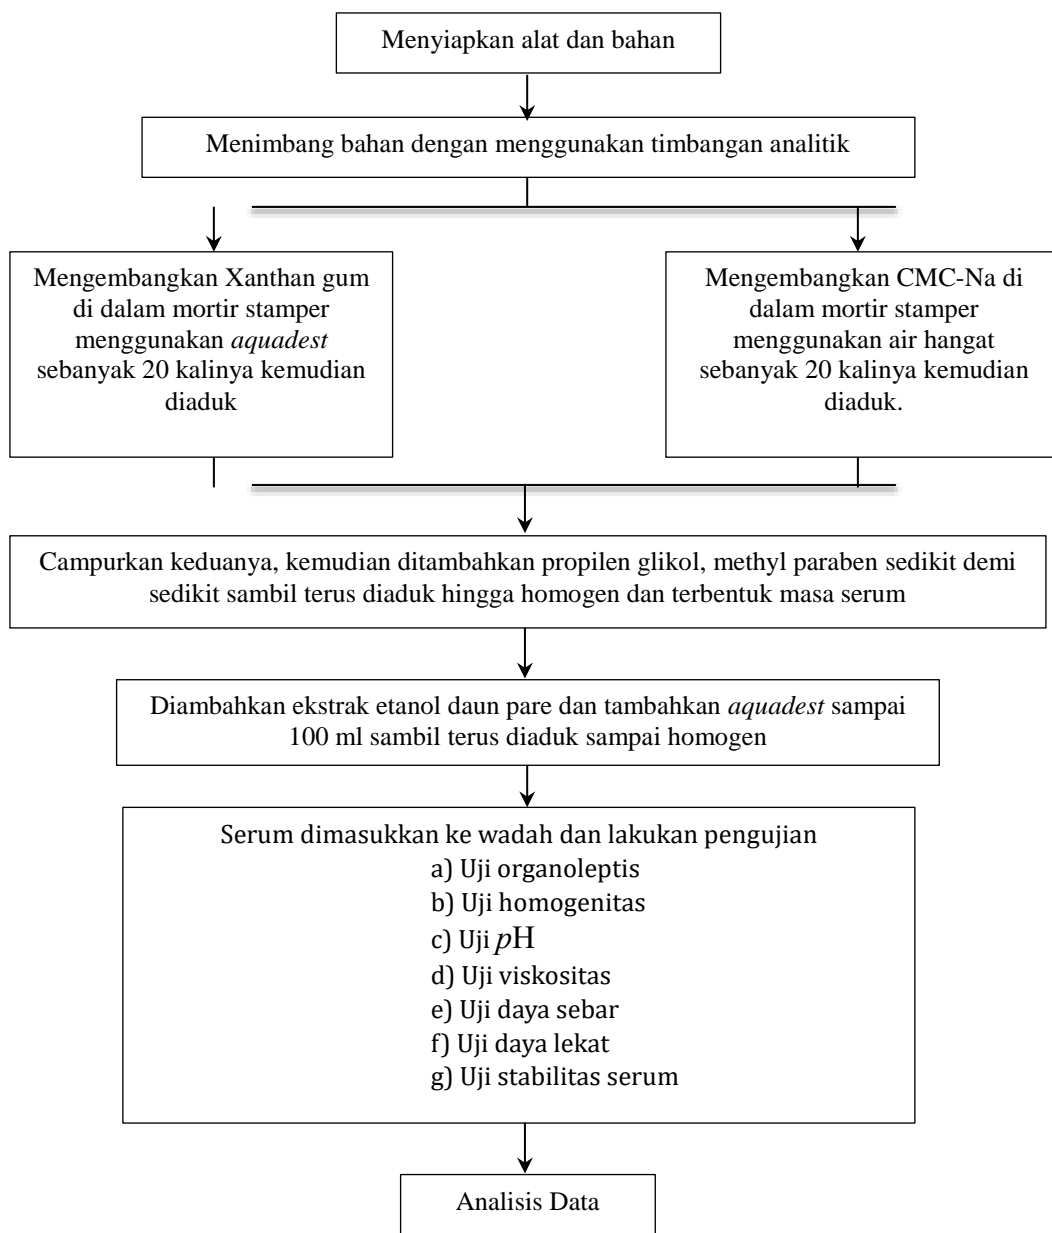 Menyiapkan alat dan bahan
Menimbang bahan dengan menggunakan timbangan analitik
Mengembangkan Xanthan gum
di dalam mortir stamper
menggunakan aquadest
sebanyak 20 kalinya kemudian
diaduk
Mengembangkan CMC-Na di
dalam mortir stamper
menggunakan air hangat
sebanyak 20 kalinya kemudian
diaduk.
Campurkan keduanya, kemudian ditambahkan propilen glikol, methyl paraben sedikit demi
sedikit sambil terus diaduk hingga homogen dan terbentuk masa serum
Diambahkan ekstrak etanol daun pare dan tambahkan aquadest sampai
100 ml sambil terus diaduk sampai homogen
Serum dimasukkan ke wadah dan lakukan pengujian
a) Uji organoleptis
b) Uji homogenitas
c) Uji pH
d) Uji viskositas
e) Uji daya sebar
f) Uji daya lekat
g) Uji stabilitas serum
Analisis Data